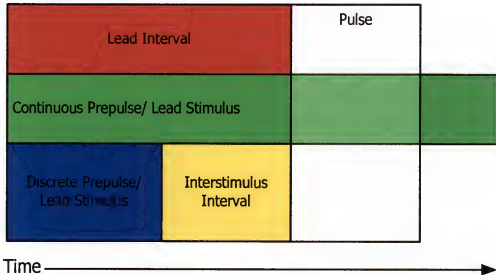 Lead Interval
Pulse
Continuous Prepulse/ Lead Stimulus
Discrete Prepulse/
Lead Stimulus
Interstimulus
Interval
Time